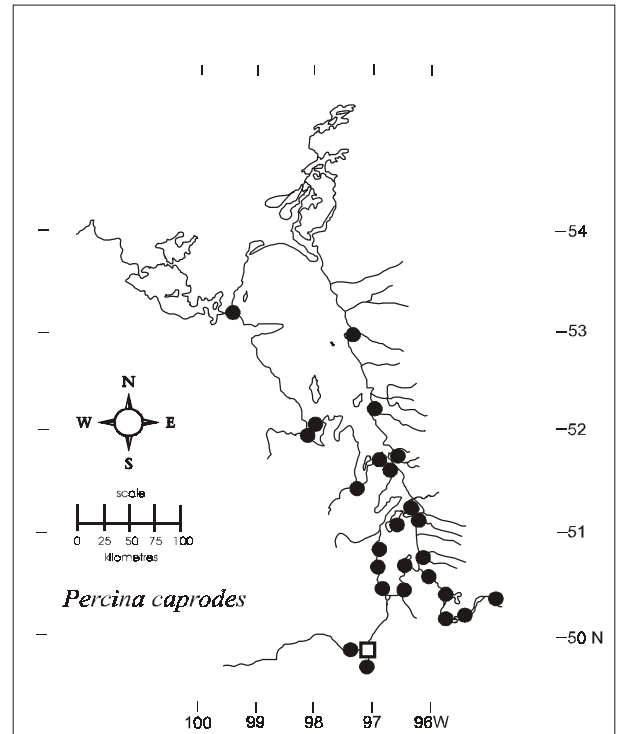 54
53
N
W E
S
52
scale
0 25 50 75 100
kilometres
51
Percina caprodes
50 N
100 99 98 97 96W